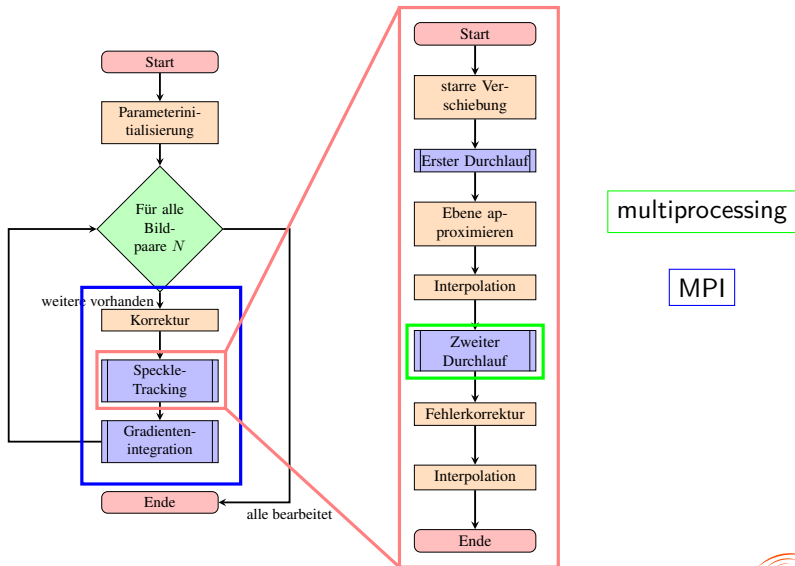 Start
Parameterini-
tialisierung
Für alle
Bild-
paare N
weitere vorhanden
Korrektur
Speckle-
Tracking
Gradienten-
integration
Ende
alle bearbeitet
Start
starre Ver-
schiebung
Erster Durchlauf
Ebene ap-
proximieren
Interpolation
Zweiter
Durchlauf
Fehlerkorrektur
Interpolation
Ende
multiprocessing
MPI